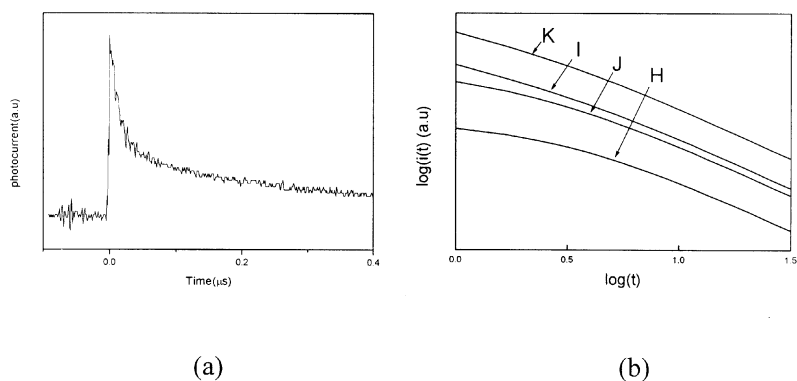 photocurrent(a.u)
0.0
0.2
0.4
Time(μs)
(a)
K
I
J
H
log(i(t) (a.u)
0.0
0.5
1.0
1.5
log(t)
(b)